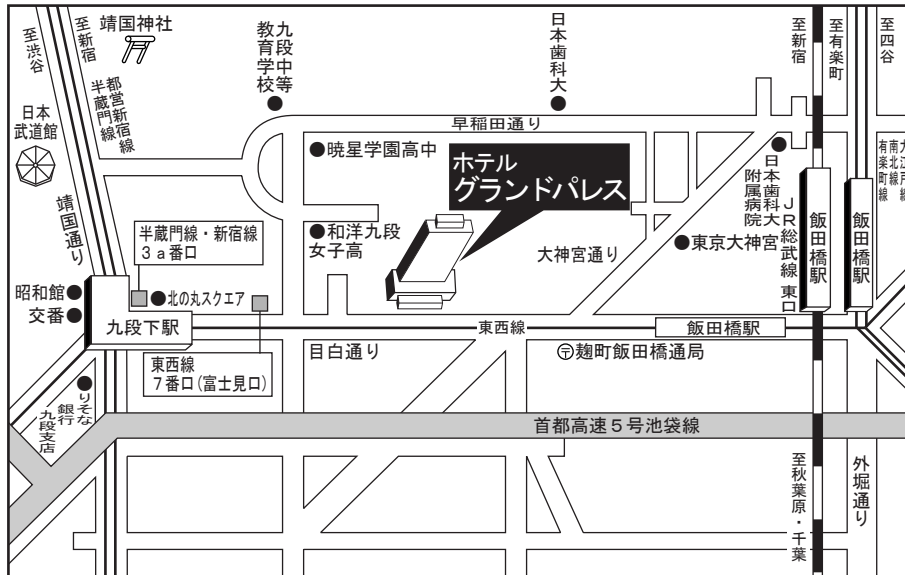 至渋谷
至新宿
靖国神社
都営新宿線
半蔵門線
日本
武道館
靖国通り
九段中等
教育学校
日本歯科大
至新宿
至有楽町
至四谷
早稲田通り
暁星学園高中
ホテル
グランドパレス
和洋九段
女子高
大神宮通り
東京大神宮
日本歯科大
附属病院
JR総武線 東口
飯田橋駅
飯田橋駅
大江戸線
南北線
有楽町線
半蔵門線・新宿線
3a番口
昭和館
交番
北の丸スクエア
九段下駅
東西線
飯田橋駅
東西線
7番口(富士見口)
目白通り
〒麹町飯田橋通局
りそな
銀行
九段支店
首都高速5号池袋線
至秋葉原・千葉
外堀通り